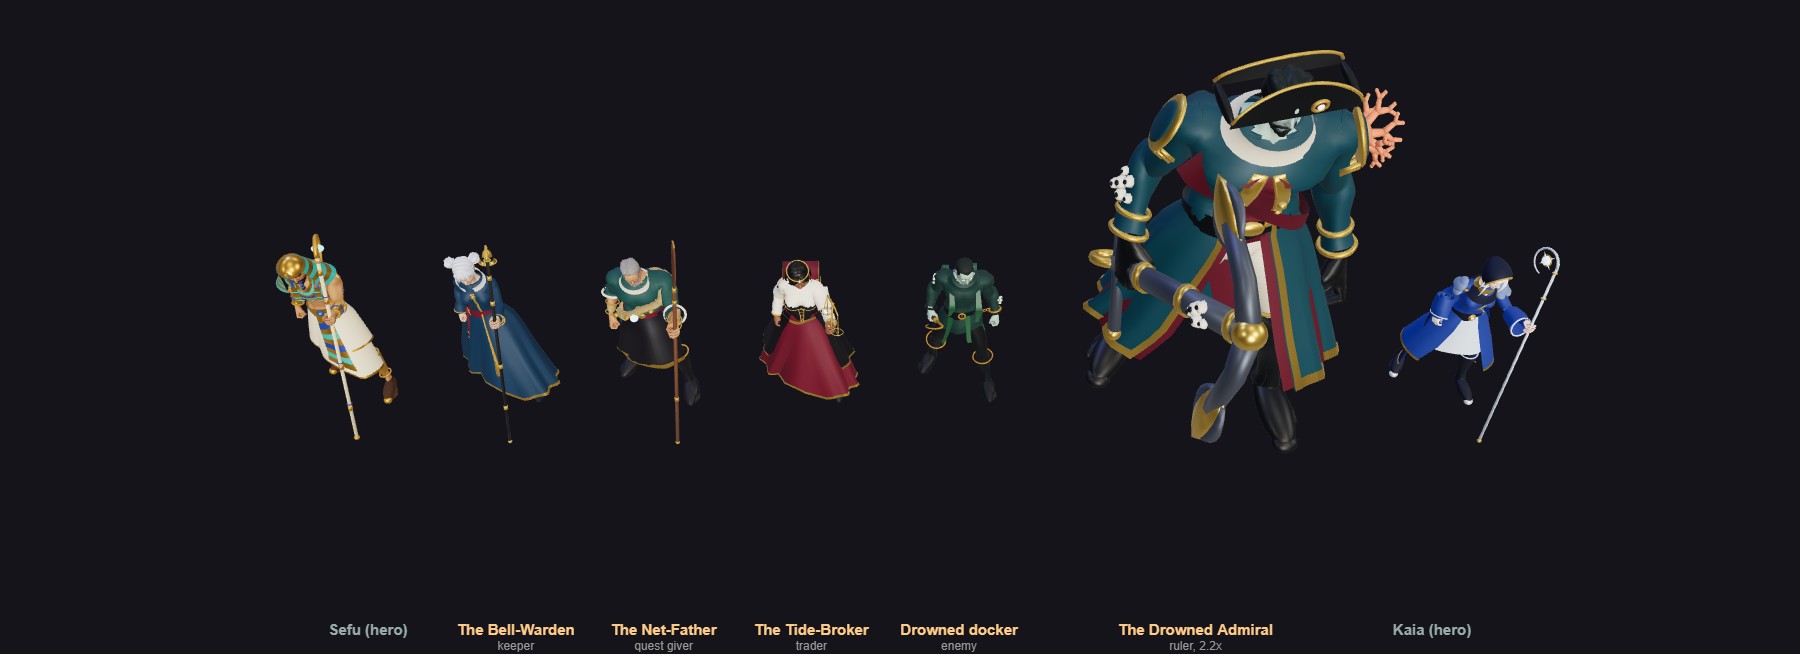 Sefu (hero)
The Bell-Warden
keeper
The Net-Father
quest giver
The Tide-Broker
trader
Drowned docker
enemy
The Drowned Admiral
ruler, 2.2x
Kaia (hero)